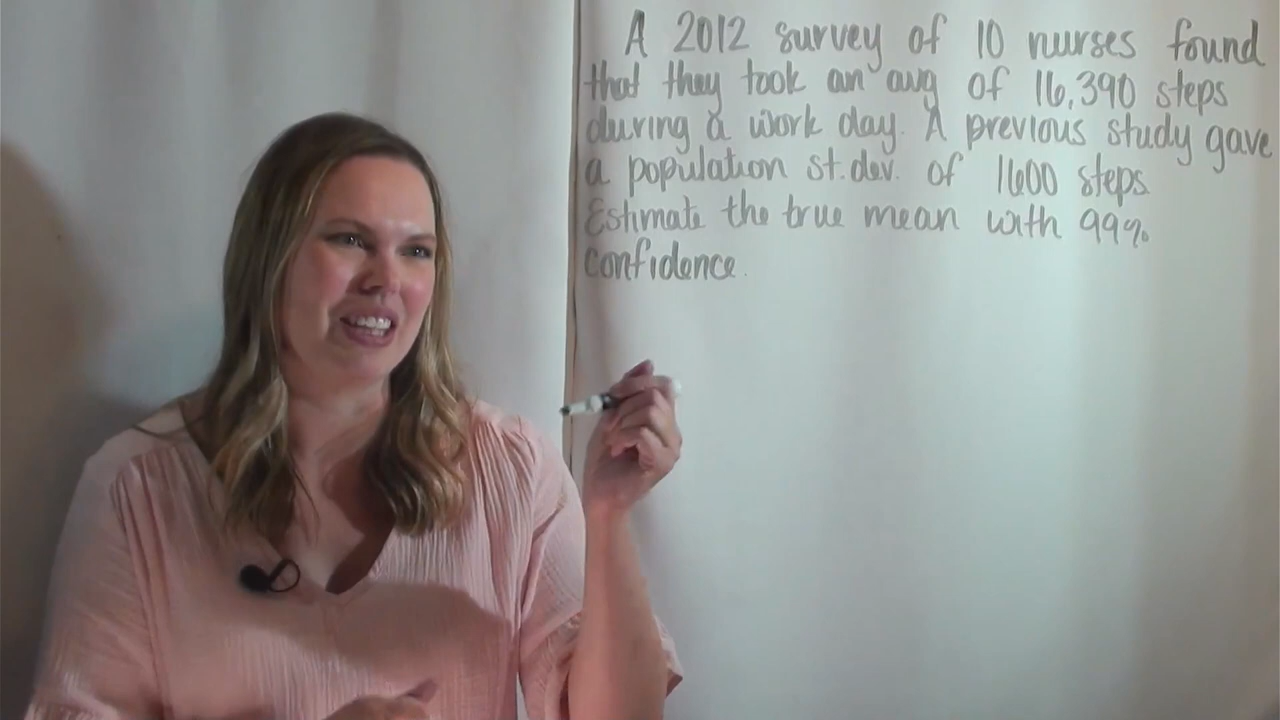 A 2012 survey of 10 nurses found
that they took an avg of 16,390 steps
during a work day. A previous study gave
a population st.dev. of 1600 steps.
Estimate the true mean with 99%
confidence.